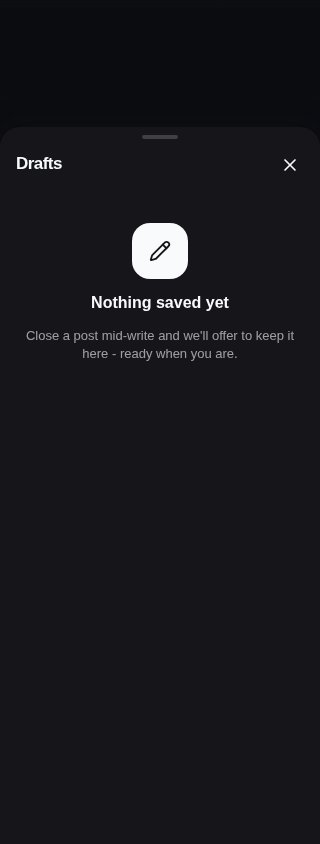 Drafts
Nothing saved yet
Close a post mid-write and we'll offer to keep it
here - ready when you are.